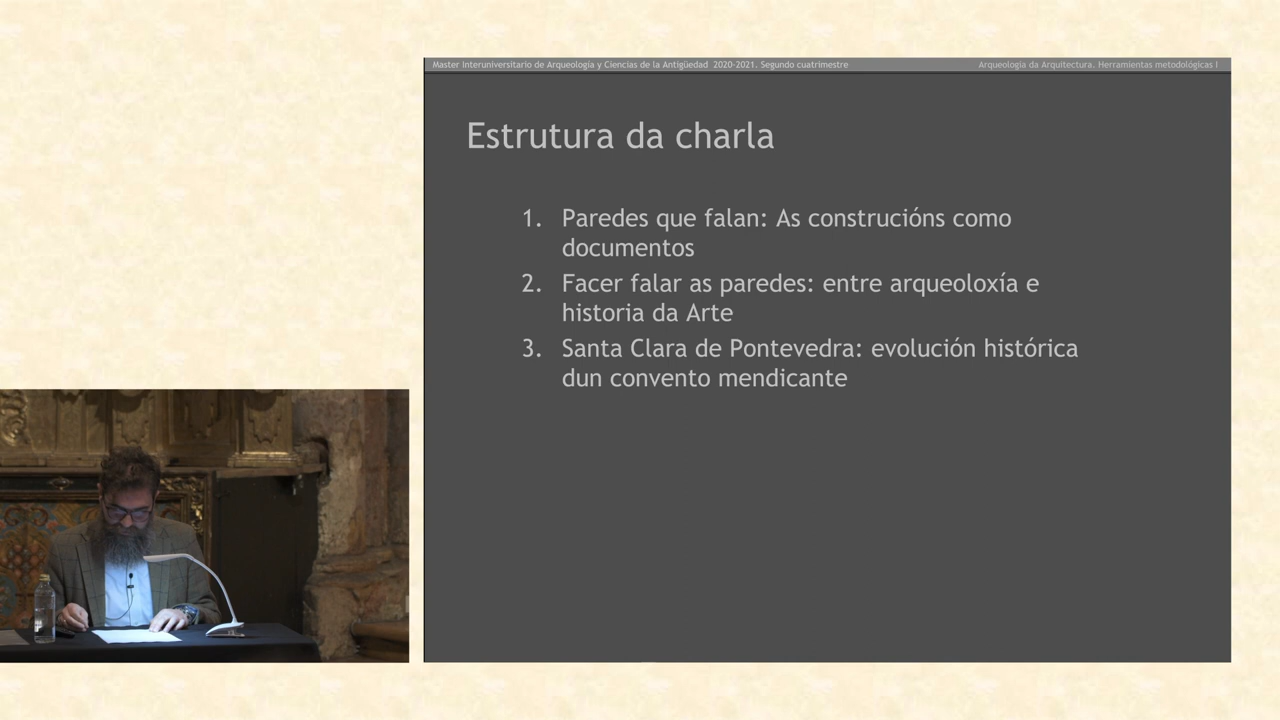 Master Interuniversitario de Arqueología y Ciencias de la Antigüedad  2020-2021. Segundo cuatrimestre
Arqueología da Arquitectura. Herramientas metodológicas I
Estrutura da charla
1. Paredes que falan: As construcións como
documentos
2. Facer falar as paredes: entre arqueoloxía e
historia da Arte
3. Santa Clara de Pontevedra: evolución histórica
dun convento mendicante